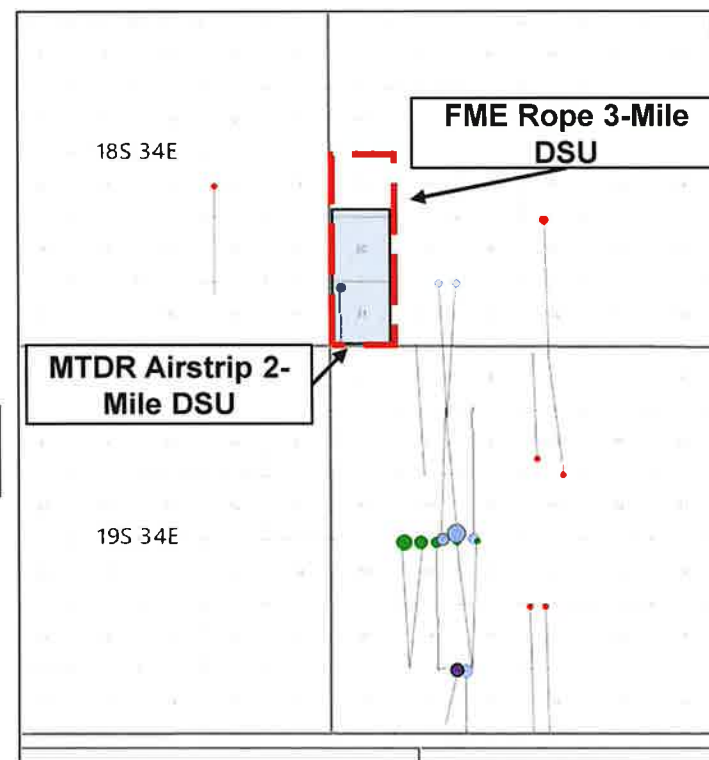 18S 34E
FME Rope 3-Mile
DSU
MTDR Airstrip 2-
Mile DSU
19S 34E